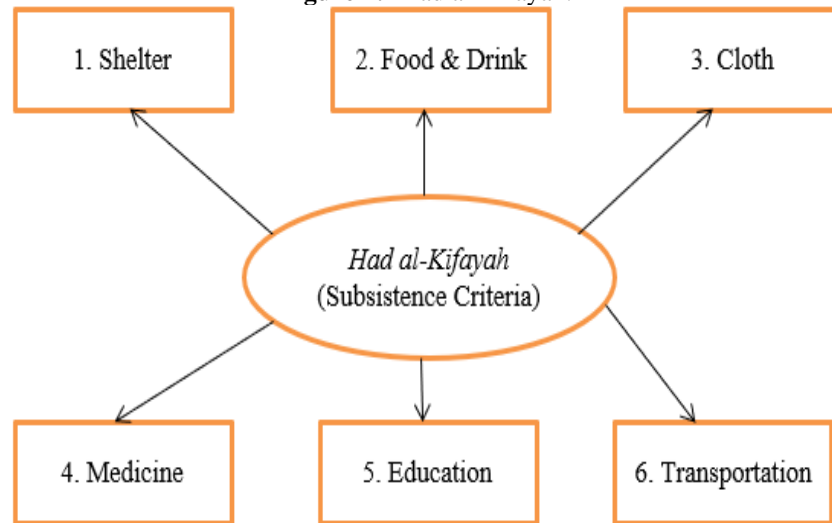 1. Shelter
2. Food & Drink
3. Cloth
Had al-Kifayah
(Subsistence Criteria)
4. Medicine
5. Education
6. Transportation